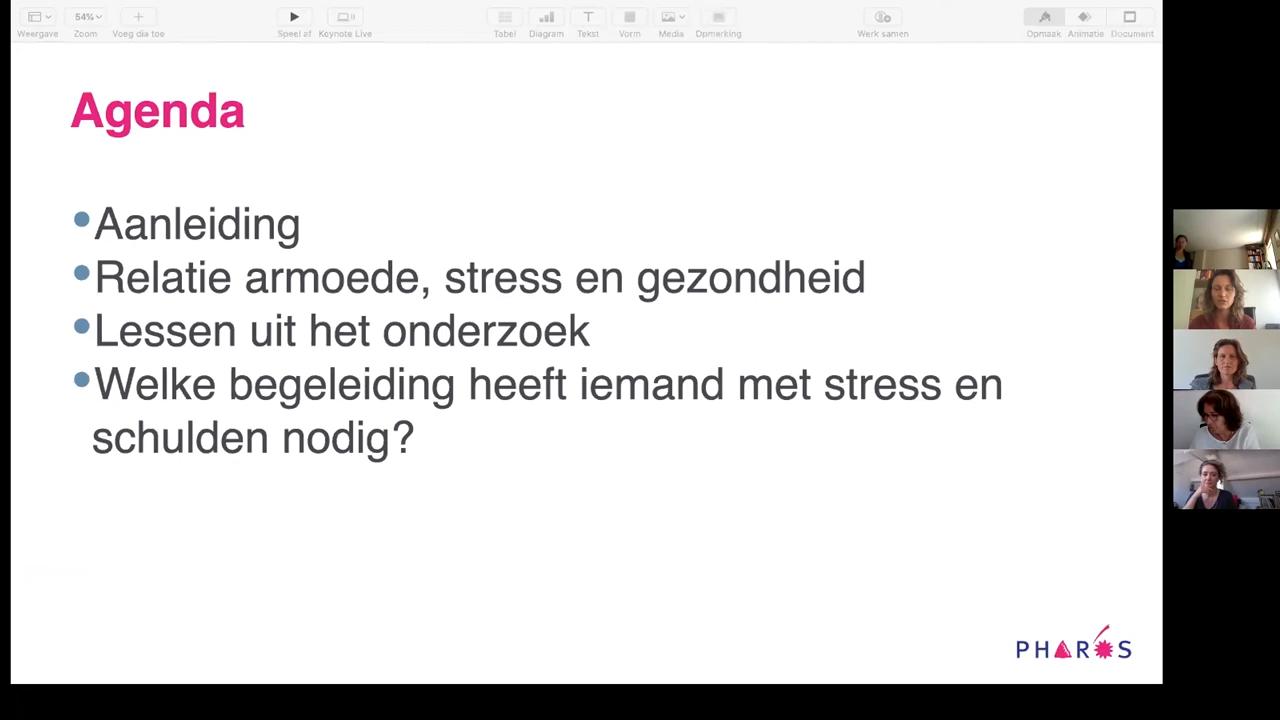 54%
Weergave
Zoom
Voeg dia toe
Speel af
Keynote Live
Tabel
Diagram
Tekst
Vorm
Media
Opmerking
Werk samen
Opmaak
Animatie
Document
Agenda
•Aanleiding
•Relatie armoede, stress en gezondheid
•Lessen uit het onderzoek
•Welke begeleiding heeft iemand met stress en
schulden nodig?
PHAROS